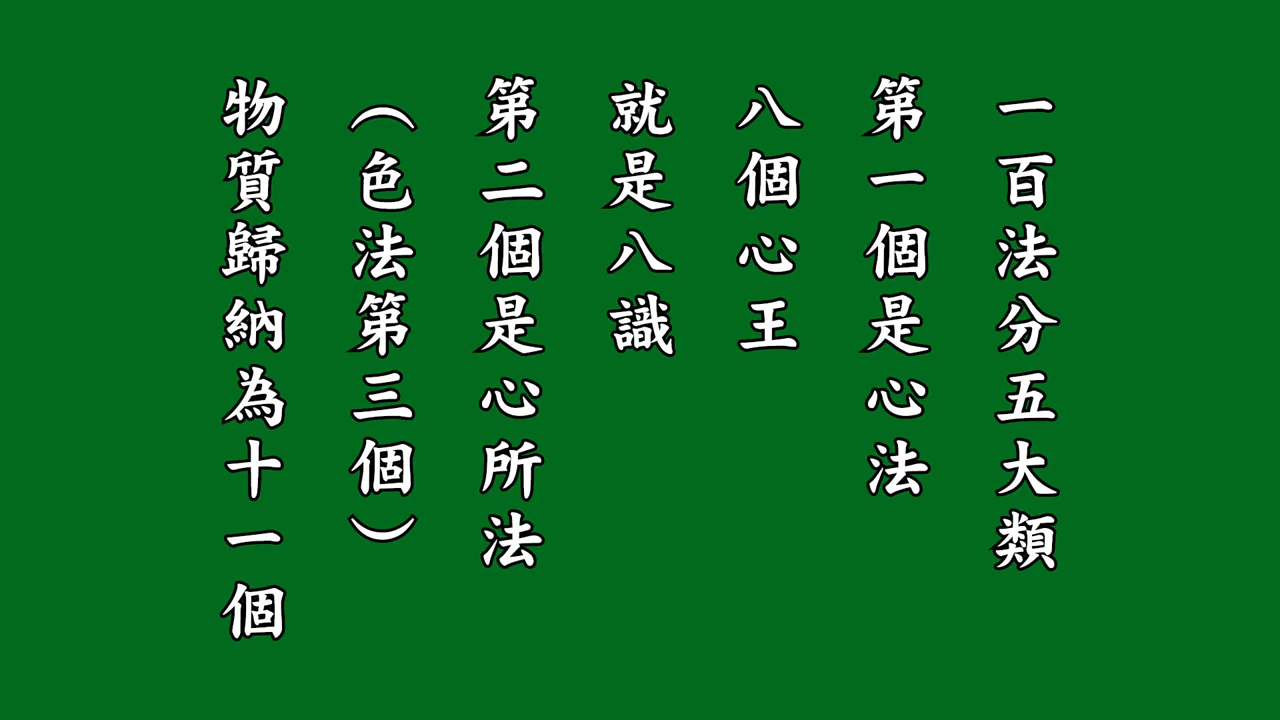 一百法分五大類
第一個是心法
八個心王
就是八識
第二個是心所法
（色法第三個）
物質歸納為十一個